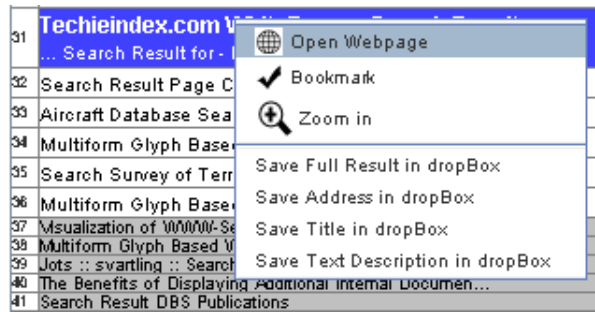 31 Techieindex.com
... Search Result for -
Open Webpage
Bookmark
Zoom in
Save Full Result in dropBox
Save Address in dropBox
Save Title in dropBox
Save Text Description in dropBox
32 Search Result Page C
33 Aircraft Database Sea
34 Multiform Glyph Base
35 Search Survey of Terr
36 Multiform Glyph Base
37 Visualization of WWW-Se
38 Multiform Glyph Based V
39 Jots :: svartling :: Search
40 The Benefits of Displaying Additional Internal Documen...
41 Search Result DBS Publications